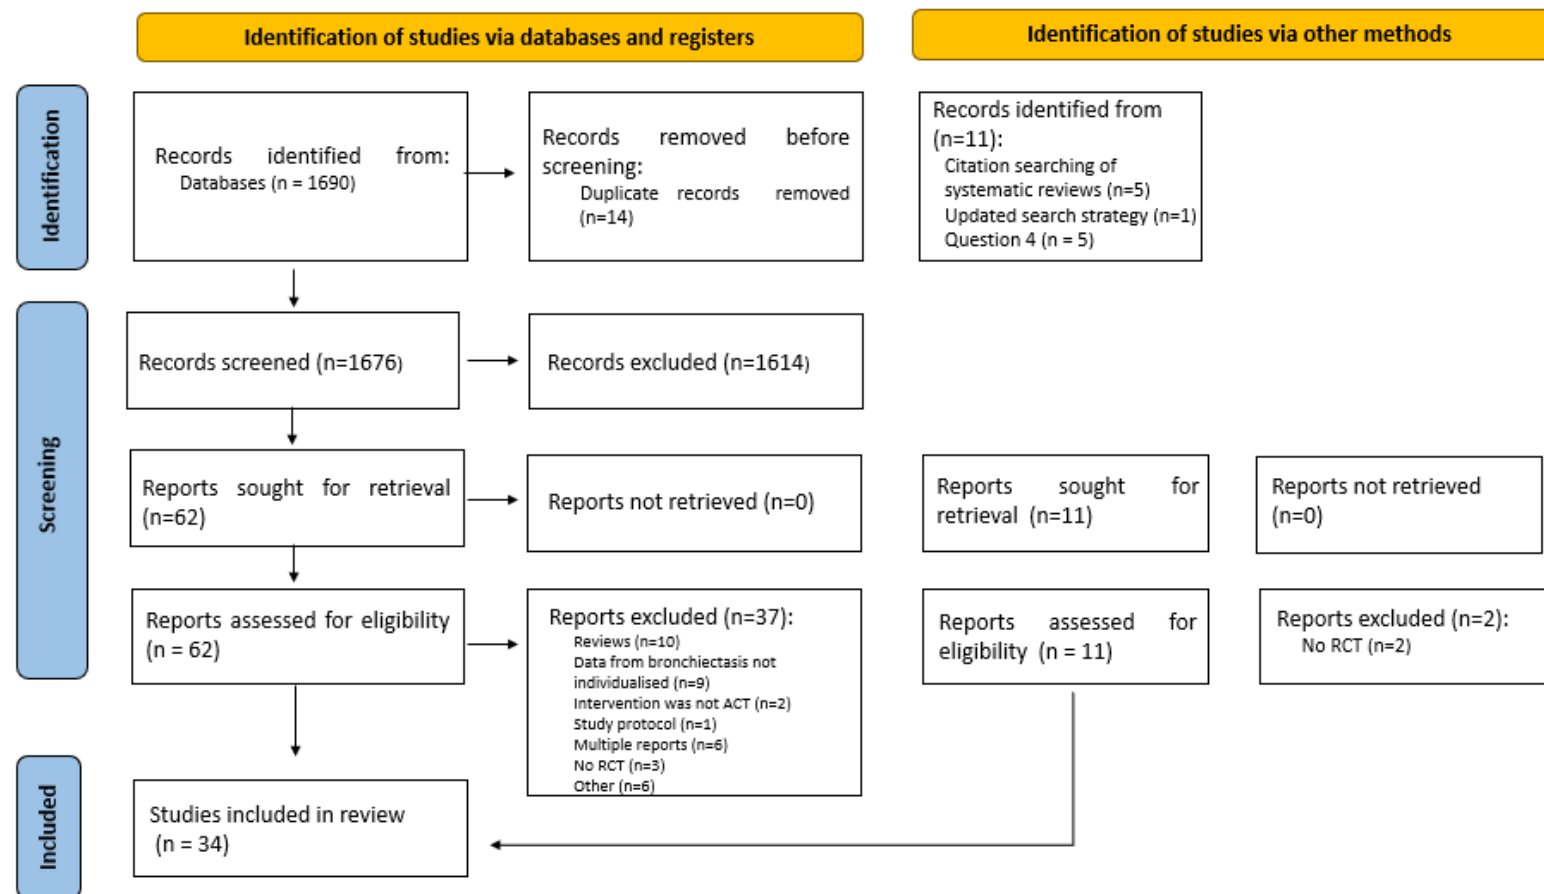 Identification of studies via databases and registers
Identification of studies via other methods
Identification
Records identified from:
Databases (n = 1690)
Records removed before
screening:
Duplicate records removed
(n=14)
Records identified from
(n=11):
Citation searching of
systematic reviews (n=5)
Updated search strategy (n=1)
Question 4 (n = 5)
Screening
Records screened (n=1676)
Records excluded (n=1614)
Reports sought for retrieval
(n=62)
Reports not retrieved (n=0)
Reports sought for
retrieval (n=11)
Reports not retrieved
(n=0)
Reports assessed for eligibility
(n = 62)
Reports excluded (n=37):
Reviews (n=10)
Data from bronchiectasis not
individualised (n=9)
Intervention was not ACT (n=2)
Study protocol (n=1)
Multiple reports (n=6)
No RCT (n=3)
Other (n=6)
Reports assessed for
eligibility (n = 11)
Reports excluded (n=2):
No RCT (n=2)
Included
Studies included in review
(n = 34)